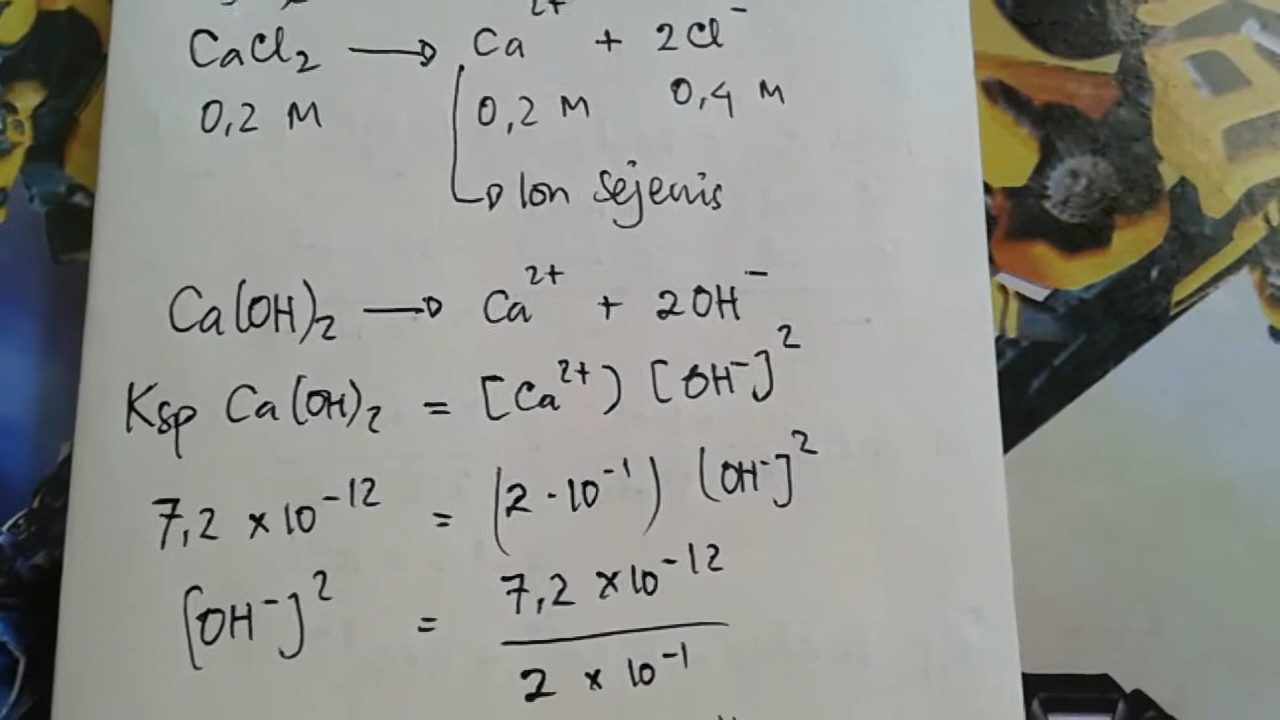 CaCl₂ → Ca²⁺ + 2Cl⁻
0,2 M 0,2 M 0,4 M
Ion sejenis
Ca(OH)₂ → Ca²⁺ + 2OH⁻
Ksp Ca(OH)₂ = [Ca²⁺) [OH⁻]²
7,2 × 10⁻¹² = (2 · 10⁻¹) (OH⁻]²
[OH⁻]² = 7,2 × 10⁻¹²
2 × 10⁻¹